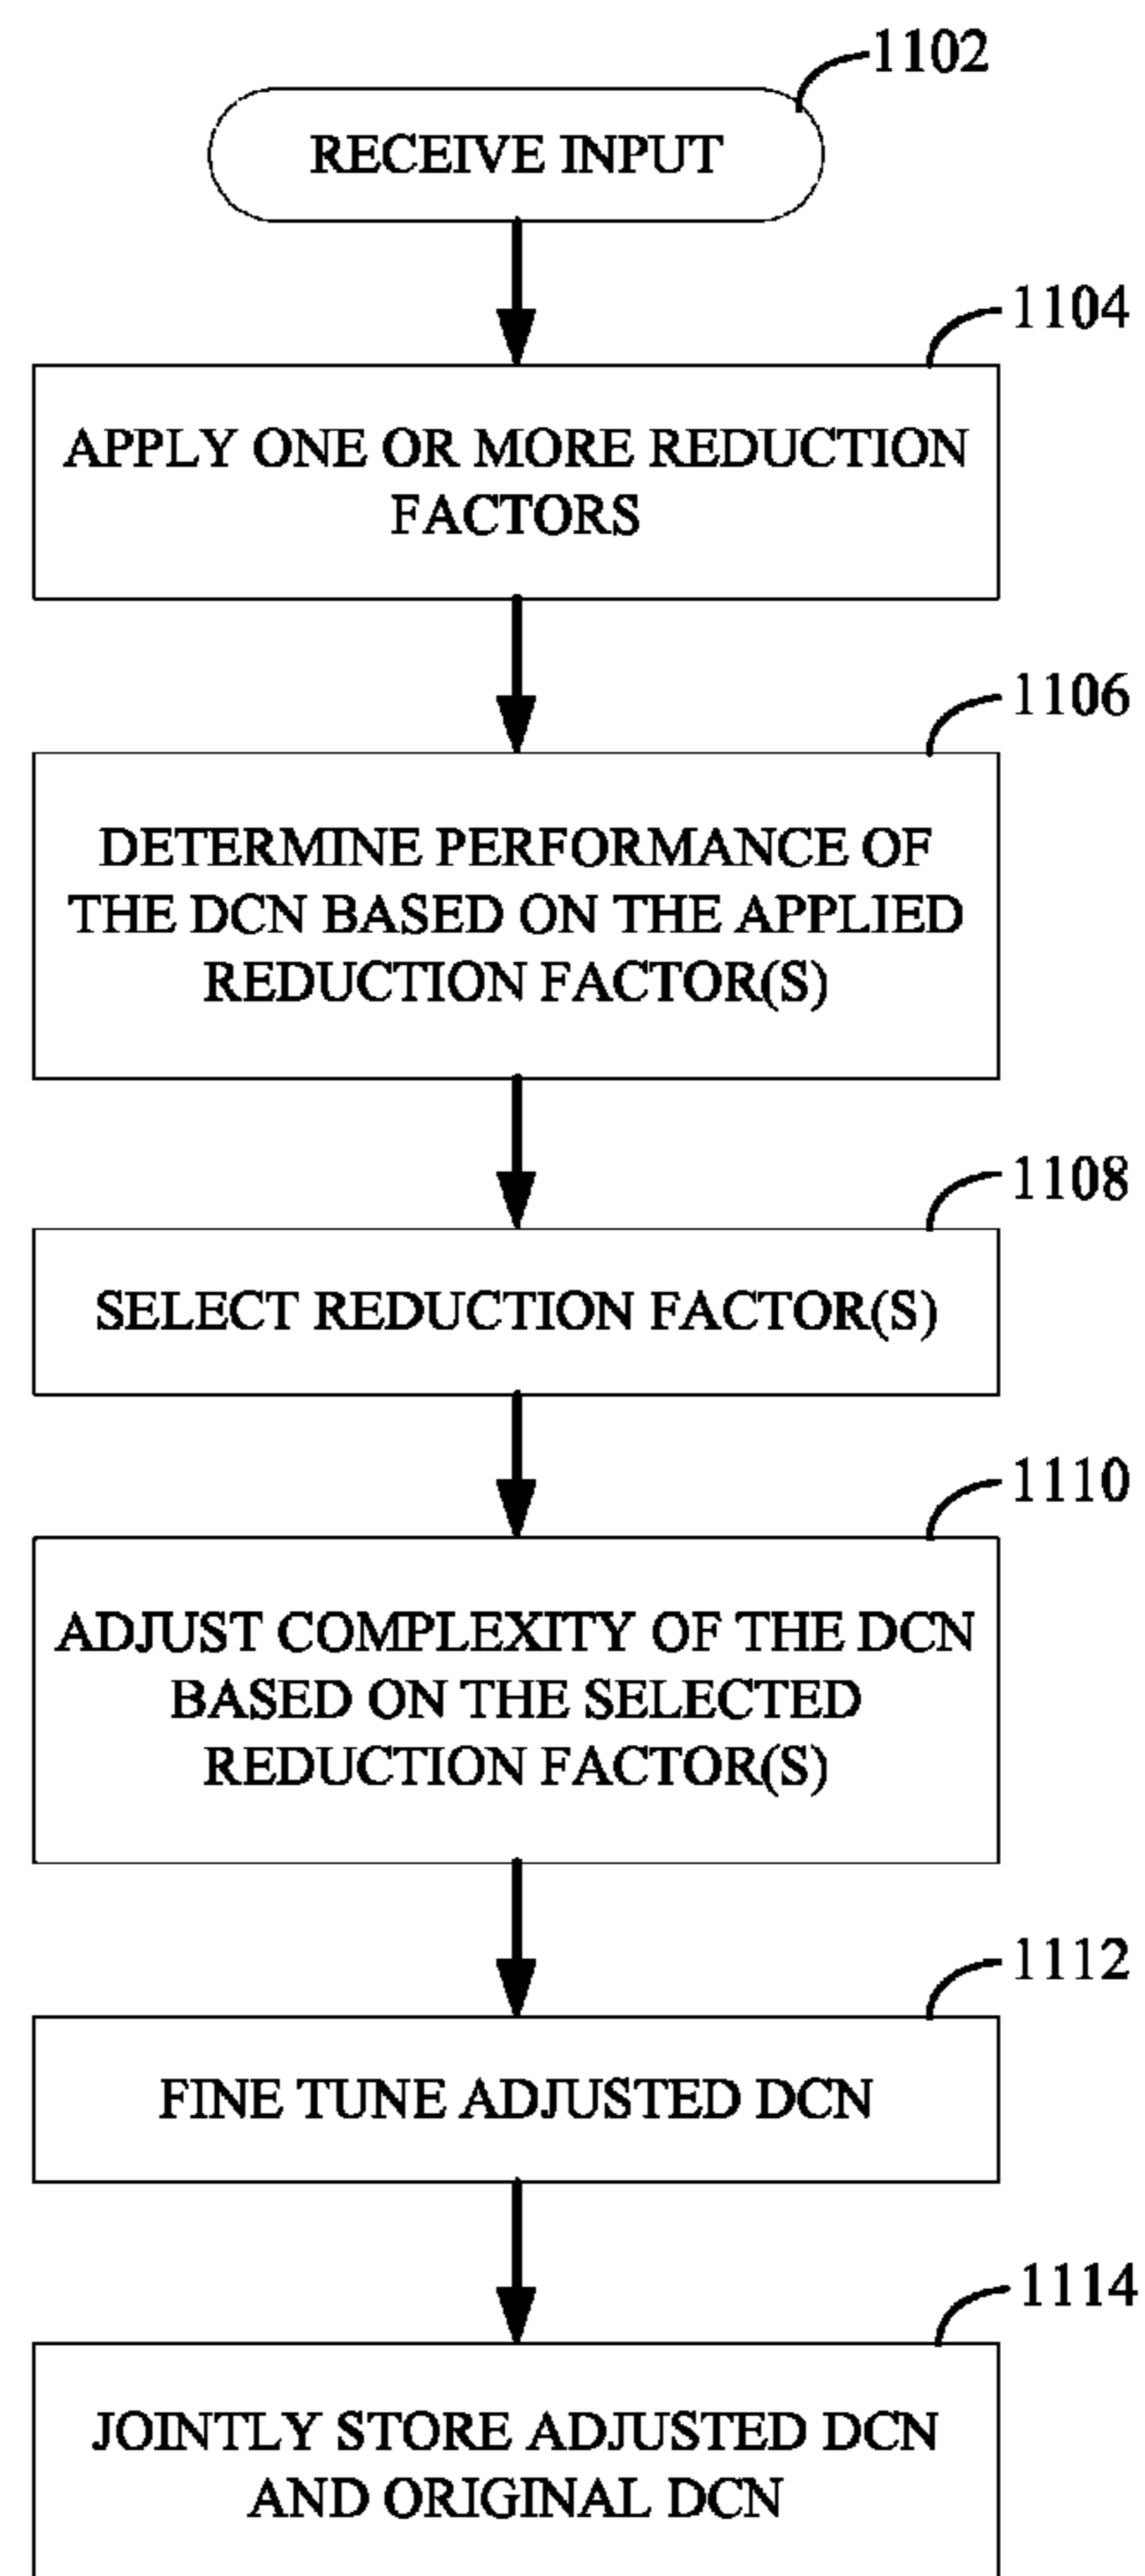 1102
RECEIVE INPUT
1104
APPLY ONE OR MORE REDUCTION
FACTORS
1106
DETERMINE PERFORMANCE OF
THE DCN BASED ON THE APPLIED
REDUCTION FACTOR(S)
1108
SELECT REDUCTION FACTOR(S)
1110
ADJUST COMPLEXITY OF THE DCN
BASED ON THE SELECTED
REDUCTION FACTOR(S)
1112
FINE TUNE ADJUSTED DCN
1114
JOINTLY STORE ADJUSTED DCN
AND ORIGINAL DCN